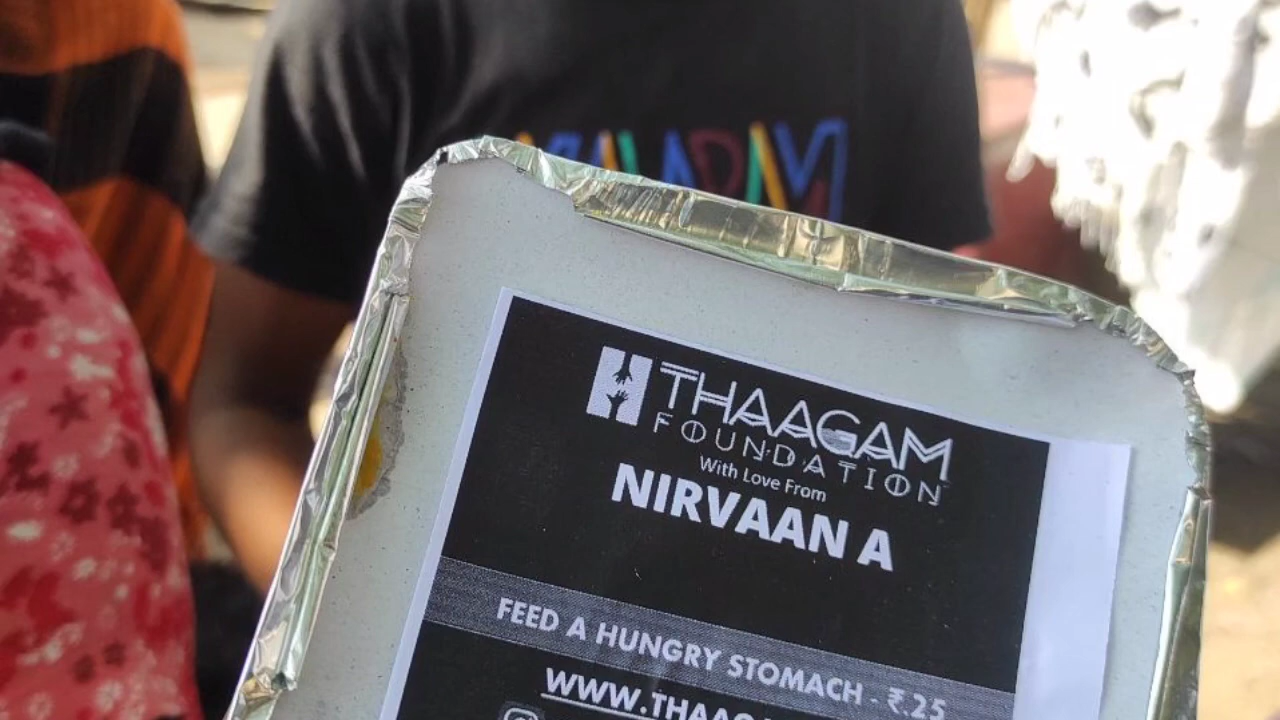 THAAGAM
FOUNDATION
With Love From
NIRVAAN A
FEED A HUNGRY STOMACH - ₹.25